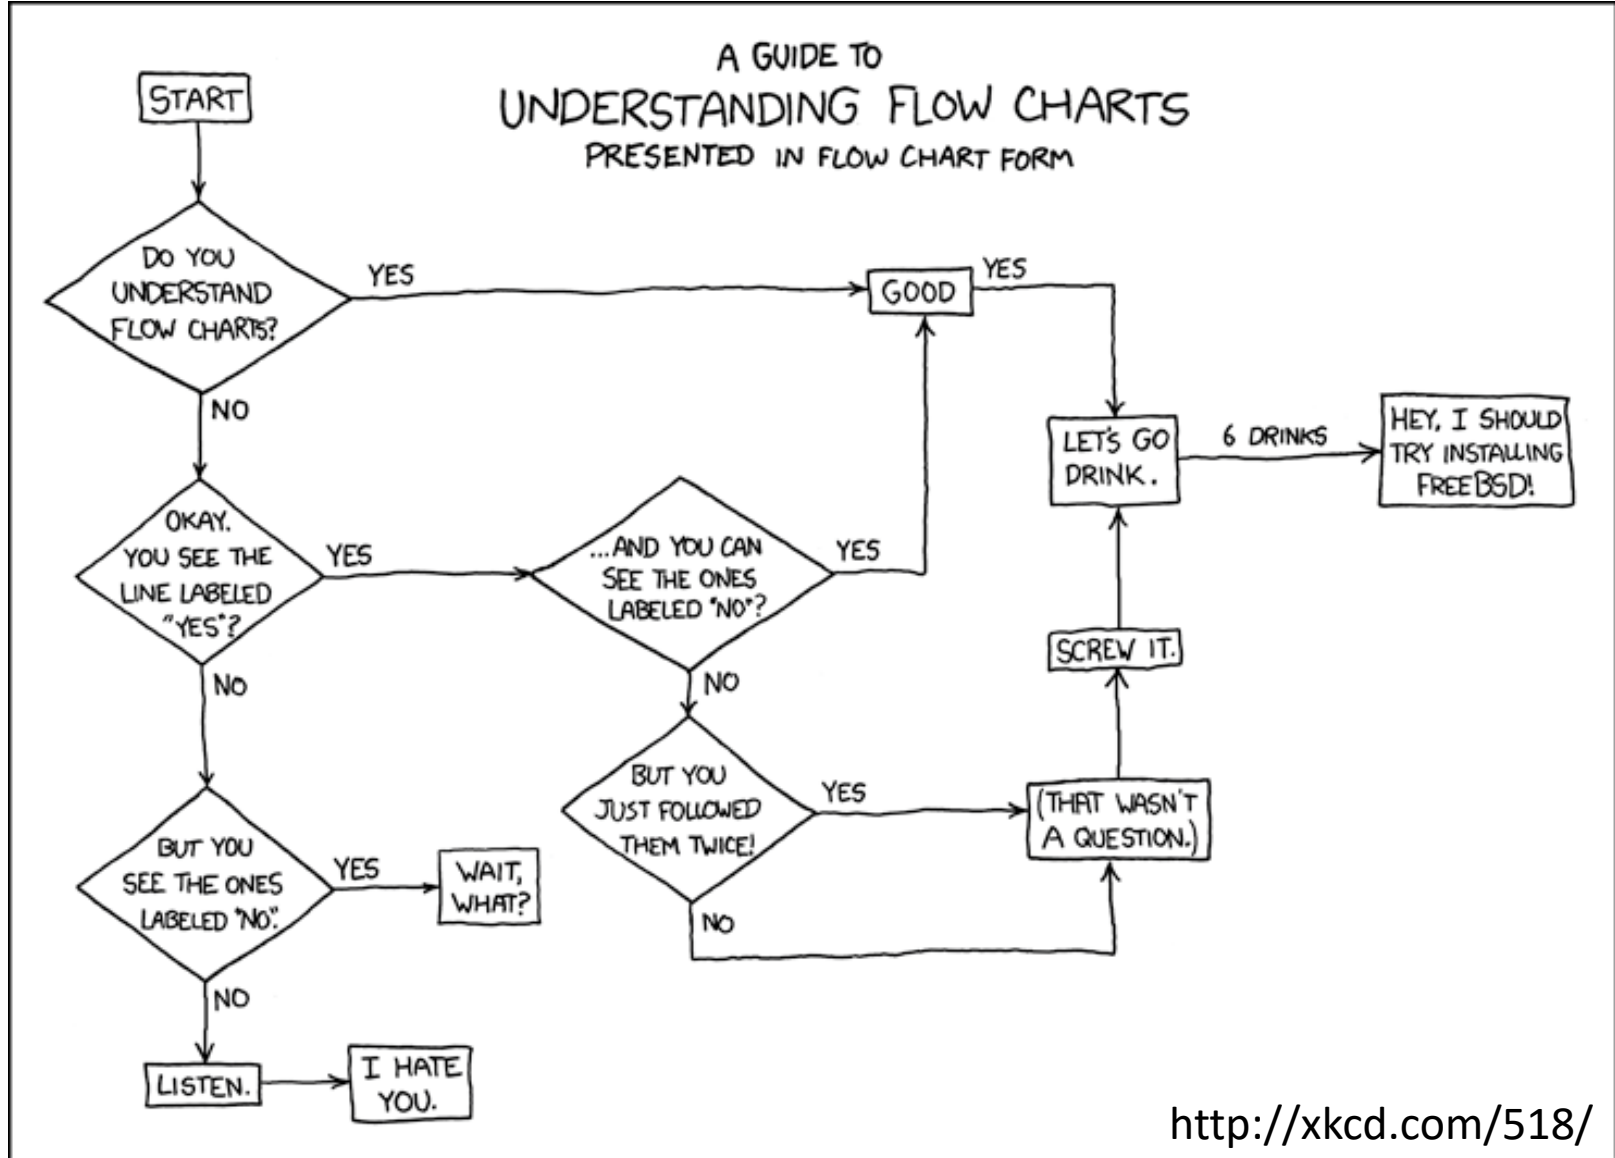 A GUIDE TO
UNDERSTANDING FLOW CHARTS
PRESENTED IN FLOW CHART FORM
START
DO YOU
UNDERSTAND
FLOW CHARTS?
YES
GOOD
YES
NO
LET'S GO
DRINK.
6 DRINKS
HEY, I SHOULD
TRY INSTALLING
FREEBSD!
OKAY.
YOU SEE THE
LINE LABELED
"YES"?
YES
...AND YOU CAN
SEE THE ONES
LABELED "NO"?
YES
NO
NO
SCREW IT.
BUT YOU
JUST FOLLOWED
THEM TWICE!
YES
(THAT WASN'T
A QUESTION.)
NO
BUT YOU
SEE THE ONES
LABELED "NO".
YES
WAIT,
WHAT?
NO
LISTEN.
I HATE
YOU.
http://xkcd.com/518/